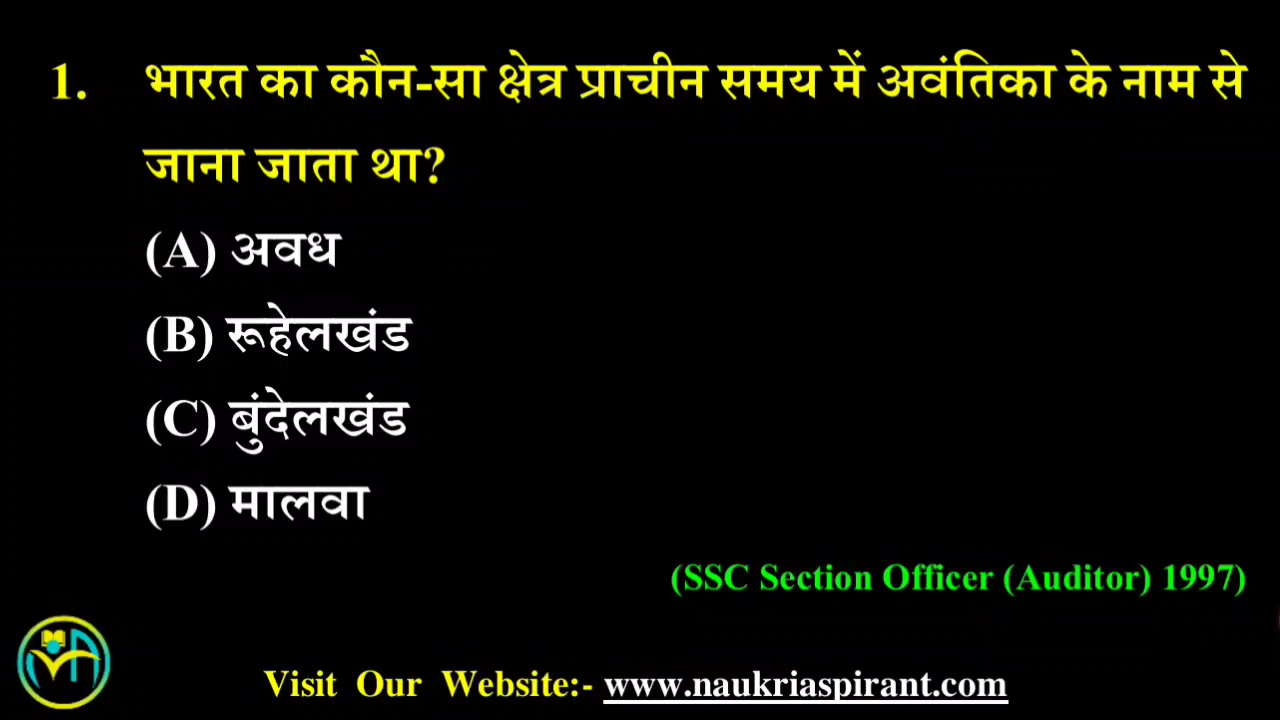 1. भारत का कौन-सा क्षेत्र प्राचीन समय में अवंतिका के नाम से
जाना जाता था?
(A) अवध
(B) रूहेलखंड
(C) बुंदेलखंड
(D) मालवा
(SSC Section Officer (Auditor) 1997)
Visit Our Website:- www.naukriaspirant.com